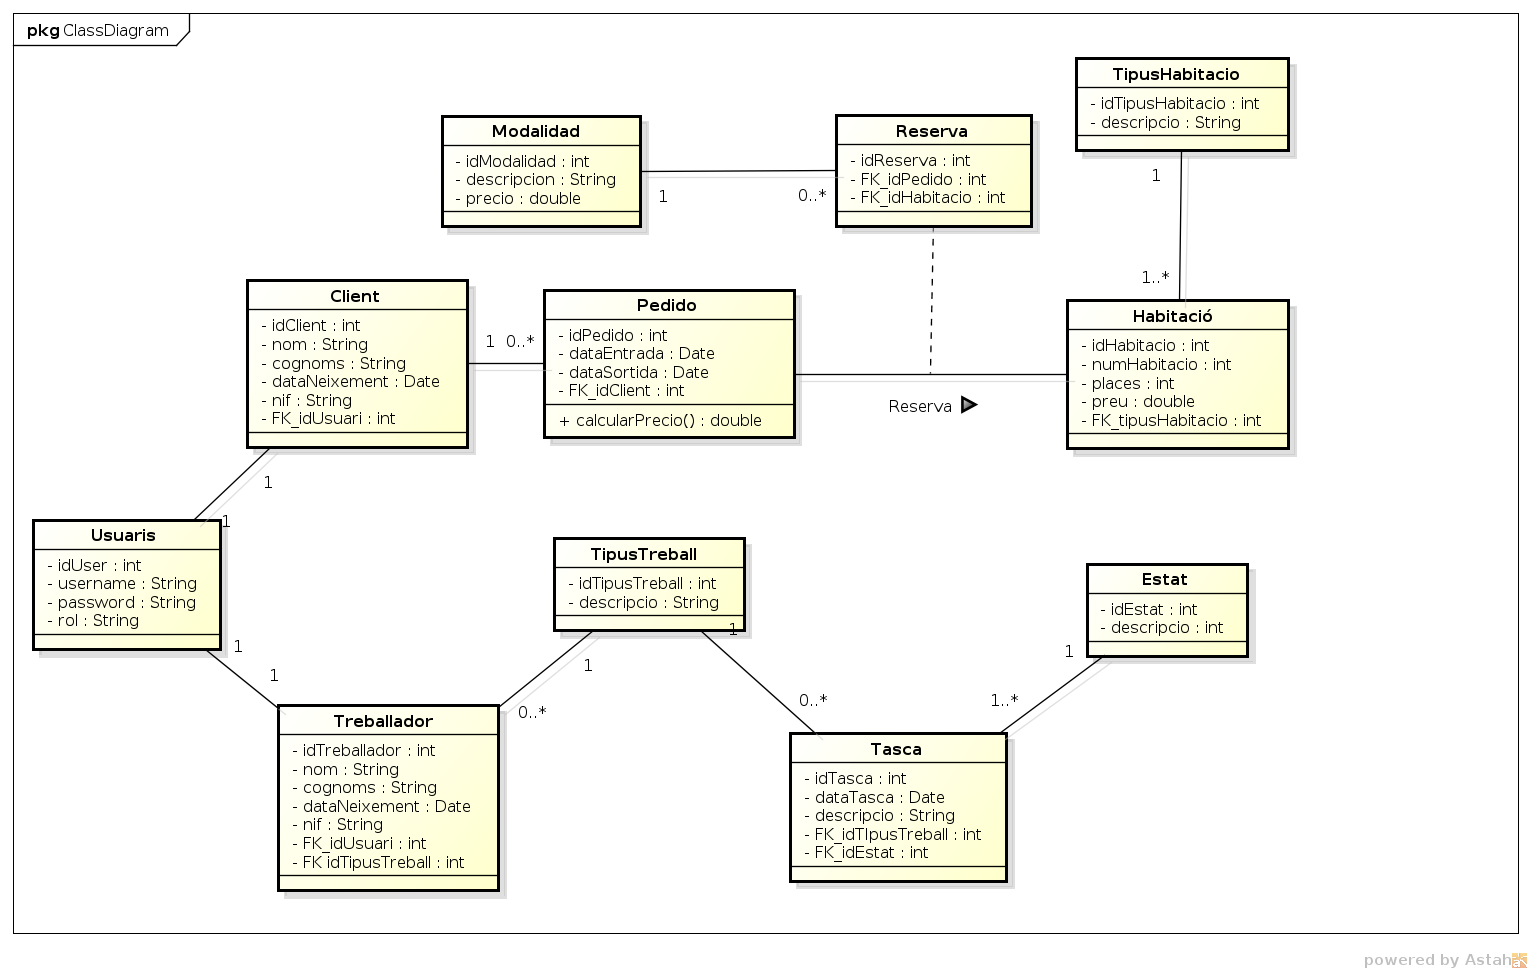 pkg ClassDiagram
TipusHabitacio
- idTipusHabitacio : int
- descripcio : String
Modalidad
- idModalidad : int
- descripcion : String
- precio : double
Reserva
- idReserva : int
- FK_idPedido : int
- FK_idHabitacio : int
1
0..*
1
1..*
Client
- idClient : int
- nom : String
- cognoms : String
- dataNeixement : Date
- nif : String
- FK_idUsuari : int
1
0..*
Pedido
- idPedido : int
- dataEntrada : Date
- dataSortida : Date
- FK_idClient : int
+ calcularPrecio() : double
Reserva
Habitació
- idHabitacio : int
- numHabitacio : int
- places : int
- preu : double
- FK_tipusHabitacio : int
1
1
Usuaris
- idUser : int
- username : String
- password : String
- rol : String
1
1
TipusTreball
- idTipusTreball : int
- descripcio : String
1
1
0..*
0..*
Estat
- idEstat : int
- descripcio : int
1
1..*
Treballador
- idTreballador : int
- nom : String
- cognoms : String
- dataNeixement : Date
- nif : String
- FK_idUsuari : int
- FK idTipusTreball : int
Tasca
- idTasca : int
- dataTasca : Date
- descripcio : String
- FK_idTIpusTreball : int
- FK_idEstat : int
powered by Astah